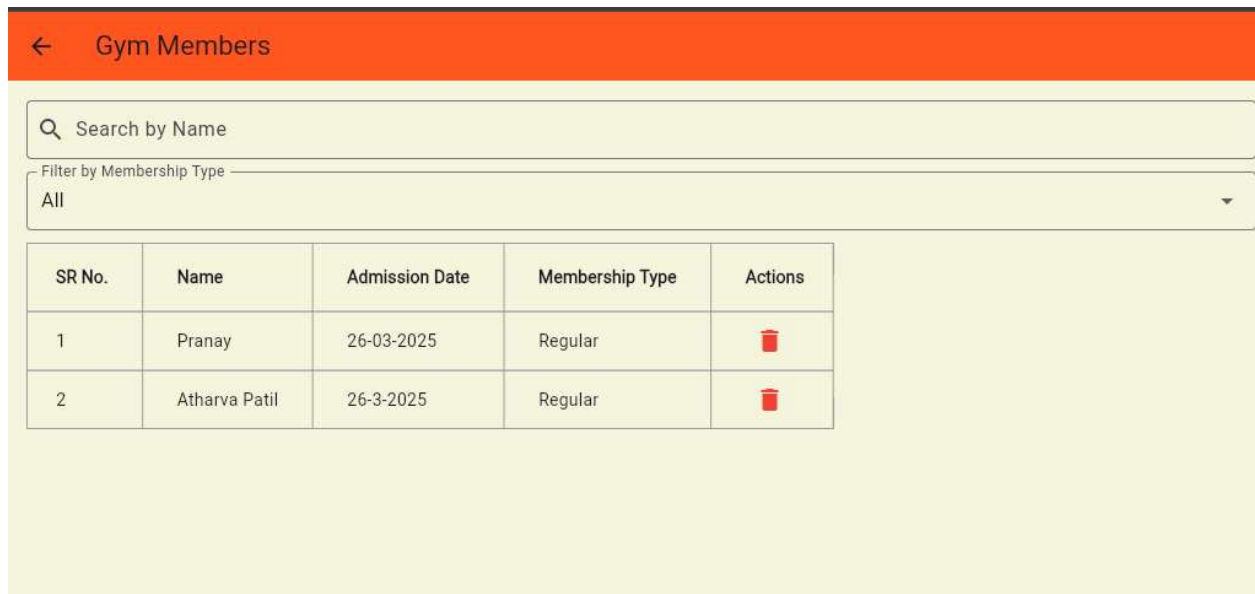 Gym Members
Search by Name
Filter by Membership Type
All
SR No. Name Admission Date Membership Type Actions
1 Pranay 26-03-2025 Regular
2 Atharva Patil 26-3-2025 Regular